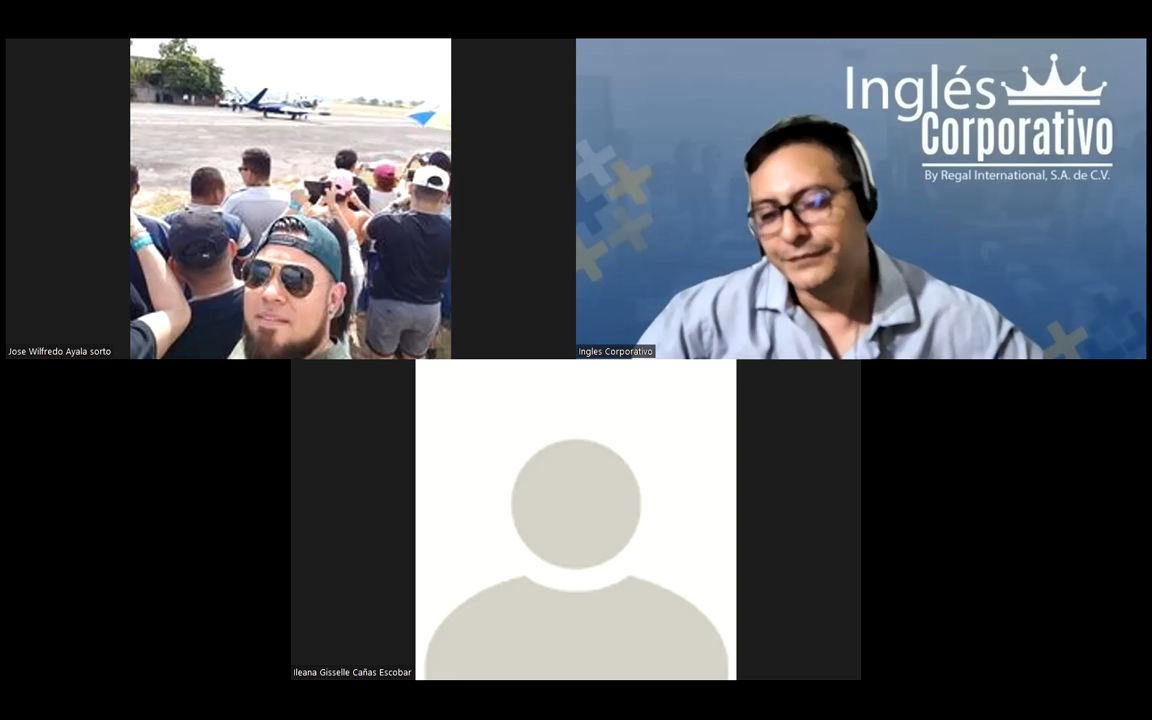 Inglés
Corporativo
By Regal International, S.A. de C.V.
Jose Wilfredo Ayala sorto
Ingles Corporativo
Ileana Gisselle Cañas Escobar